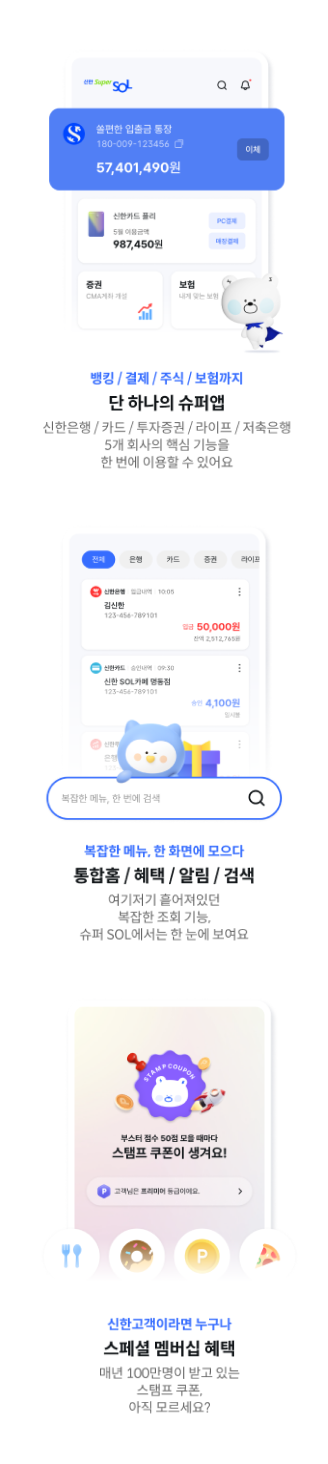 Super SOL
쏠편한 입출금 통장
180-009-123456
이체
57,401,490원
신한카드 플리
5월 이용금액
987,450원
PC결제
매장결제
증권
CMA계좌 개설
보험
내게 맞는 보험
뱅킹 / 결제 / 주식 / 보험까지
단 하나의 슈퍼앱
신한은행 / 카드 / 투자증권 / 라이프 / 저축은행
5개 회사의 핵심 기능을
한 번에 이용할 수 있어요
전체 은행 카드 증권 라이프
신한은행 입금내역 10:05
김신한
123-456-789101
입금 50,000원
잔액 2,512,765원
신한카드 승인내역 09:30
신한 SOL카페 명동점
123-456-789101
승인 4,100원
일시불
복잡한 메뉴, 한 번에 검색
복잡한 메뉴, 한 화면에 모으다
통합홈 / 혜택 / 알림 / 검색
여기저기 흩어져있던
복잡한 조회 기능,
슈퍼 SOL에서는 한 눈에 보여요
STAMP COUPON
부스터 점수 50점 모을 때마다
스탬프 쿠폰이 생겨요!
P 고객님은 프리미어 등급이에요.
P
신한고객이라면 누구나
스페셜 멤버십 혜택
매년 100만명이 받고 있는
스탬프 쿠폰,
아직 모르세요?